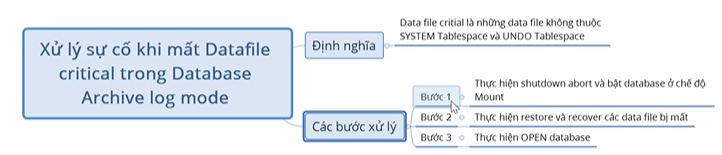 Xử lý sự cố khi mất Datafile
critical trong Database
Archive log mode
Định nghĩa
Data file critial là những data file không thuộc
SYSTEM Tablespace và UNDO Tablespace
Các bước xử lý
Bước 1
Thực hiện shutdown abort và bật database ở chế độ
Mount
Bước 2
Thực hiện restore và recover các data file bị mất
Bước 3
Thực hiện OPEN database